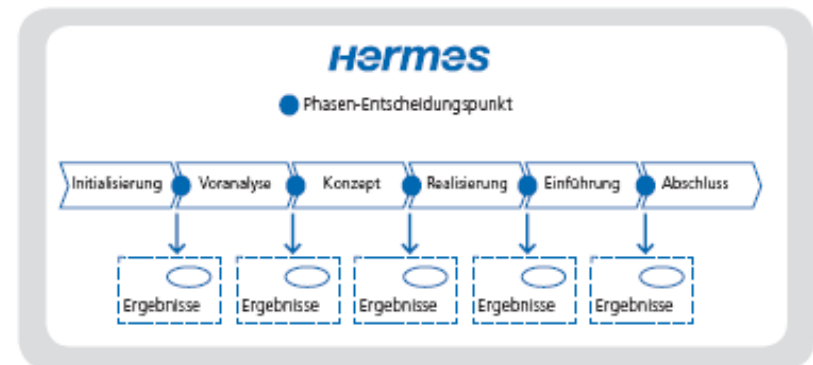 Hermes
Phasen-Entscheidungspunkt
Initialisierung Voranalyse Konzept Realisierung Einführung Abschluss
Ergebnisse Ergebnisse Ergebnisse Ergebnisse Ergebnisse